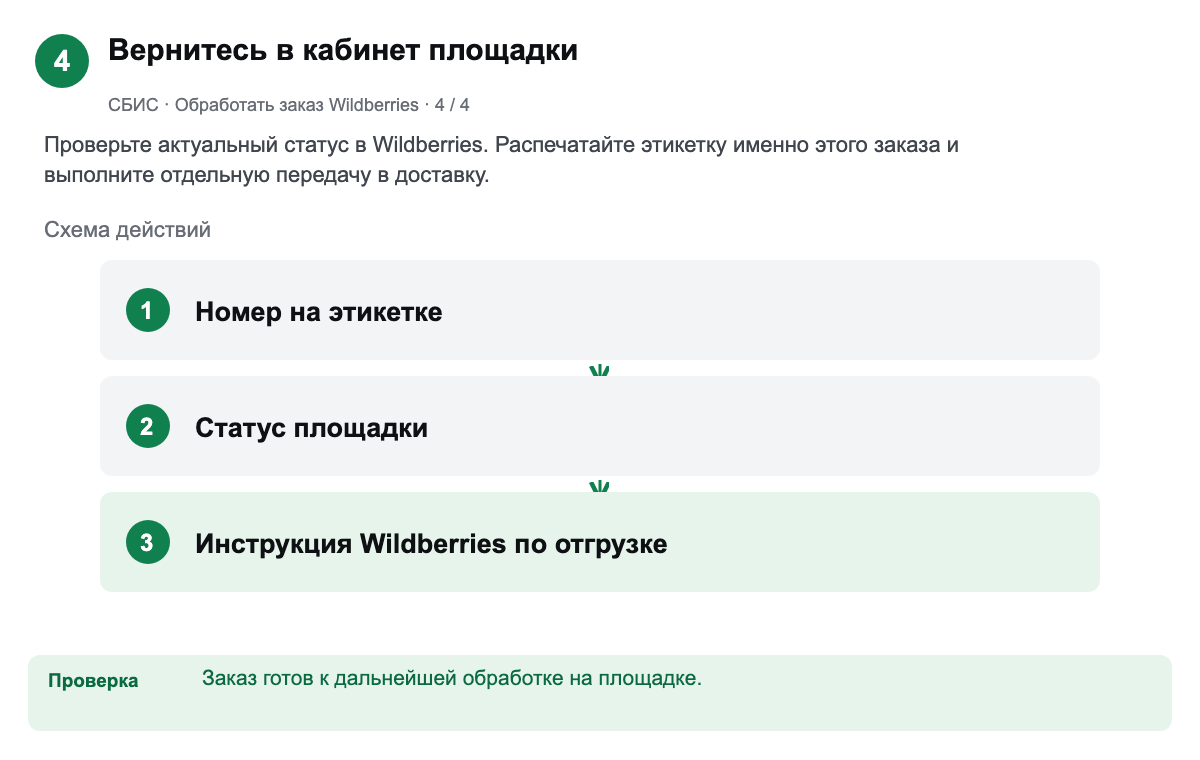 4
Вернитесь в кабинет площадки
СБИС · Обработать заказ Wildberries · 4 / 4
Проверьте актуальный статус в Wildberries. Распечатайте этикетку именно этого заказа и
выполните отдельную передачу в доставку.
Схема действий
1 Номер на этикетке
2 Статус площадки
3 Инструкция Wildberries по отгрузке
Проверка Заказ готов к дальнейшей обработке на площадке.